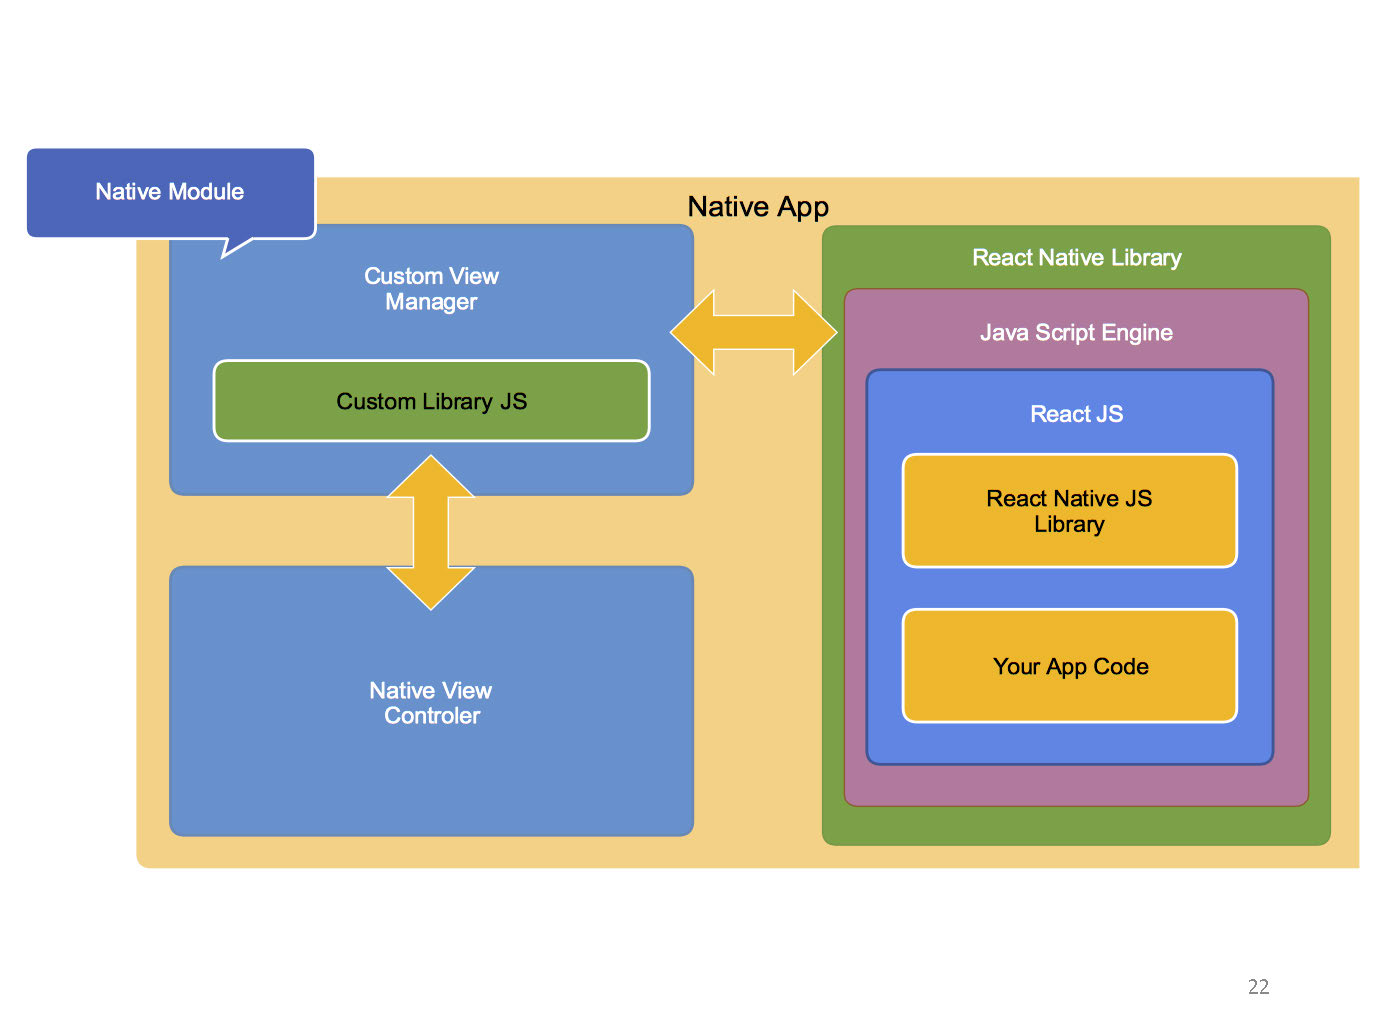 Native Module
Native App
Custom View
Manager
Custom Library JS
Native View
Controler
React Native Library
Java Script Engine
React JS
React Native JS
Library
Your App Code
22